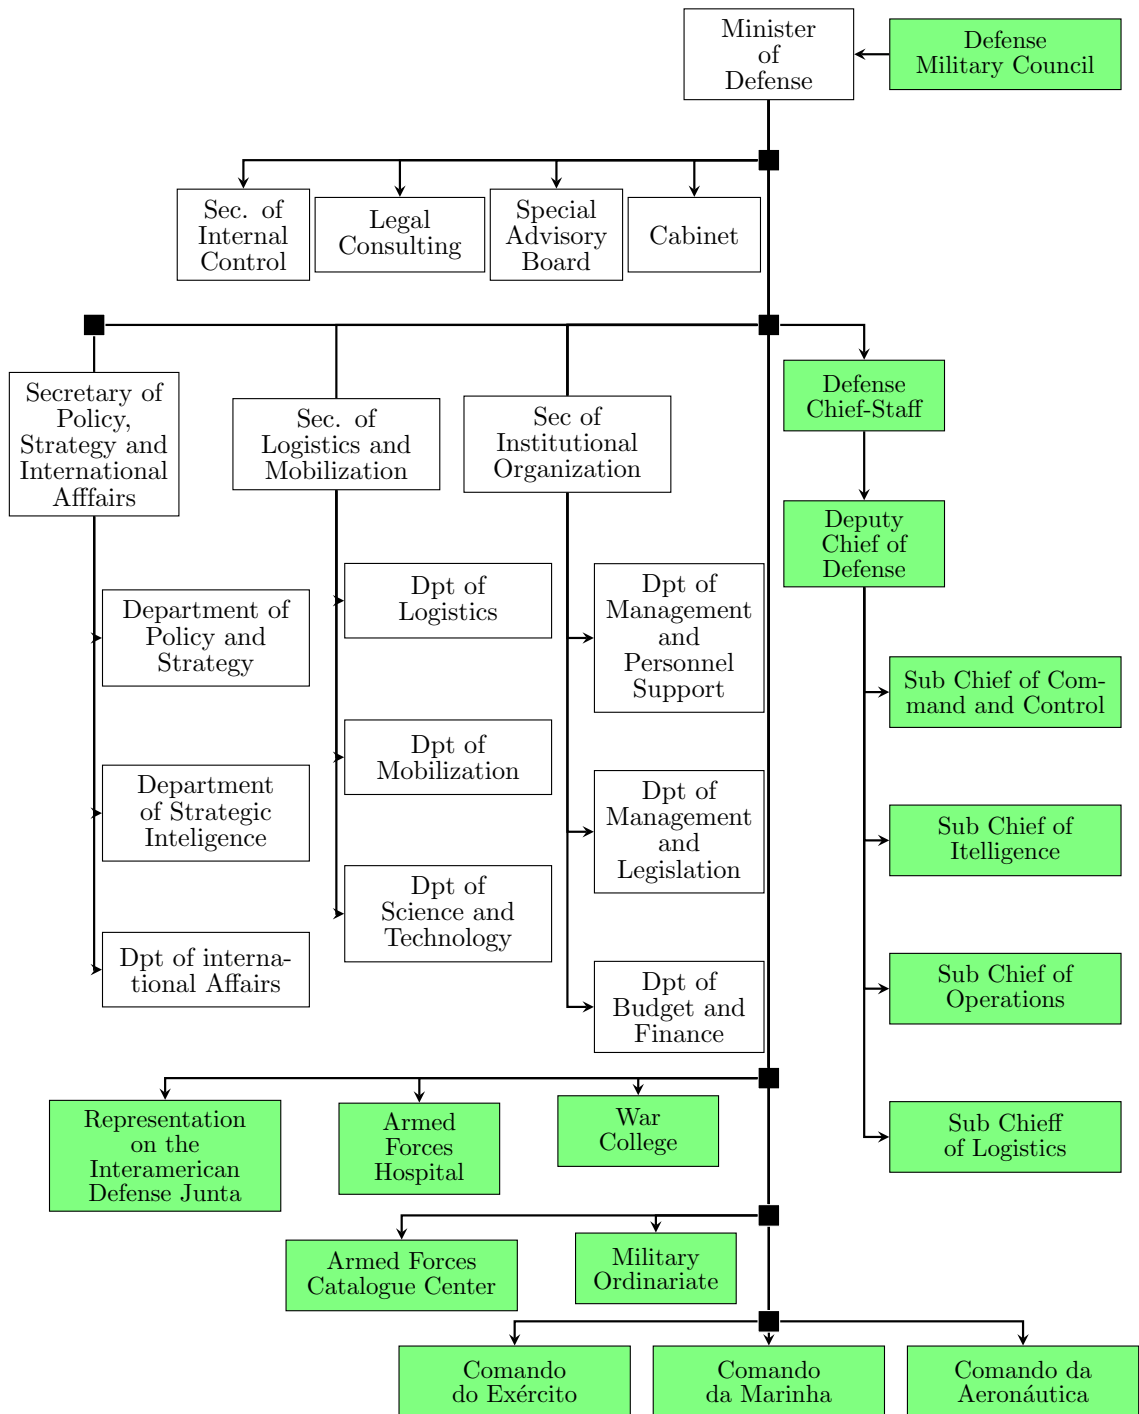 Minister
of
Defense
Defense
Military Council
Sec. of
Internal
Control
Legal
Consulting
Special
Advisory
Board
Cabinet
Secretary of
Policy,
Strategy and
International
Afffairs
Sec. of
Logistics and
Mobilization
Sec of
Institutional
Organization
Defense
Chief-Staff
Deputy
Chief of
Defense
Department of
Policy and
Strategy
Dpt of
Logistics
Dpt of
Management
and
Personnel
Support
Sub Chief of Com-
mand and Control
Department
of Strategic
Inteligence
Dpt of
Mobilization
Dpt of
Management
and
Legislation
Sub Chief of
Itelligence
Dpt of interna-
tional Affairs
Dpt of
Science and
Technology
Dpt of
Budget and
Finance
Sub Chief of
Operations
Representation
on the
Interamerican
Defense Junta
Armed
Forces
Hospital
War
College
Sub Chieff
of Logistics
Armed Forces
Catalogue Center
Military
Ordinariate
Comando
do Exército
Comando
da Marinha
Comando da
Aeronáutica